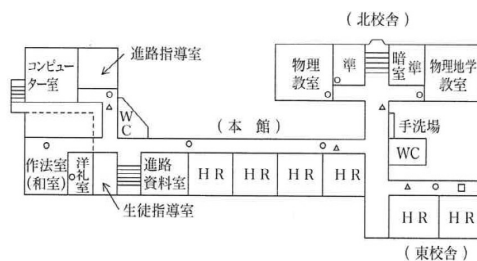 (北校舎)
コンピュー
ター室
進路指導室
物理
教室
準
暗
室
準
物理地学
教室
WC
(本館)
手洗場
WC
作法室
(和室)
洋
礼
室
進路
資料室
HR
HR
HR
HR
生徒指導室
HR
HR
(東校舎)